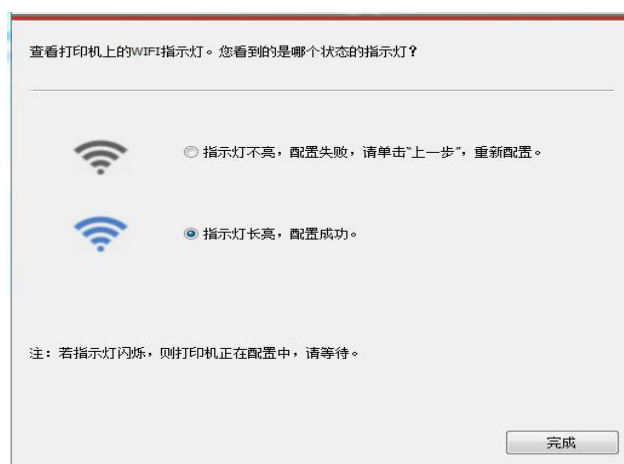 查看打印机上的WIFI指示灯。您看到的是哪个状态的指示灯？
指示灯不亮，配置失败，请单击“上一步”，重新配置。
指示灯长亮，配置成功。
注：若指示灯闪烁，则打印机正在配置中，请等待。
完成